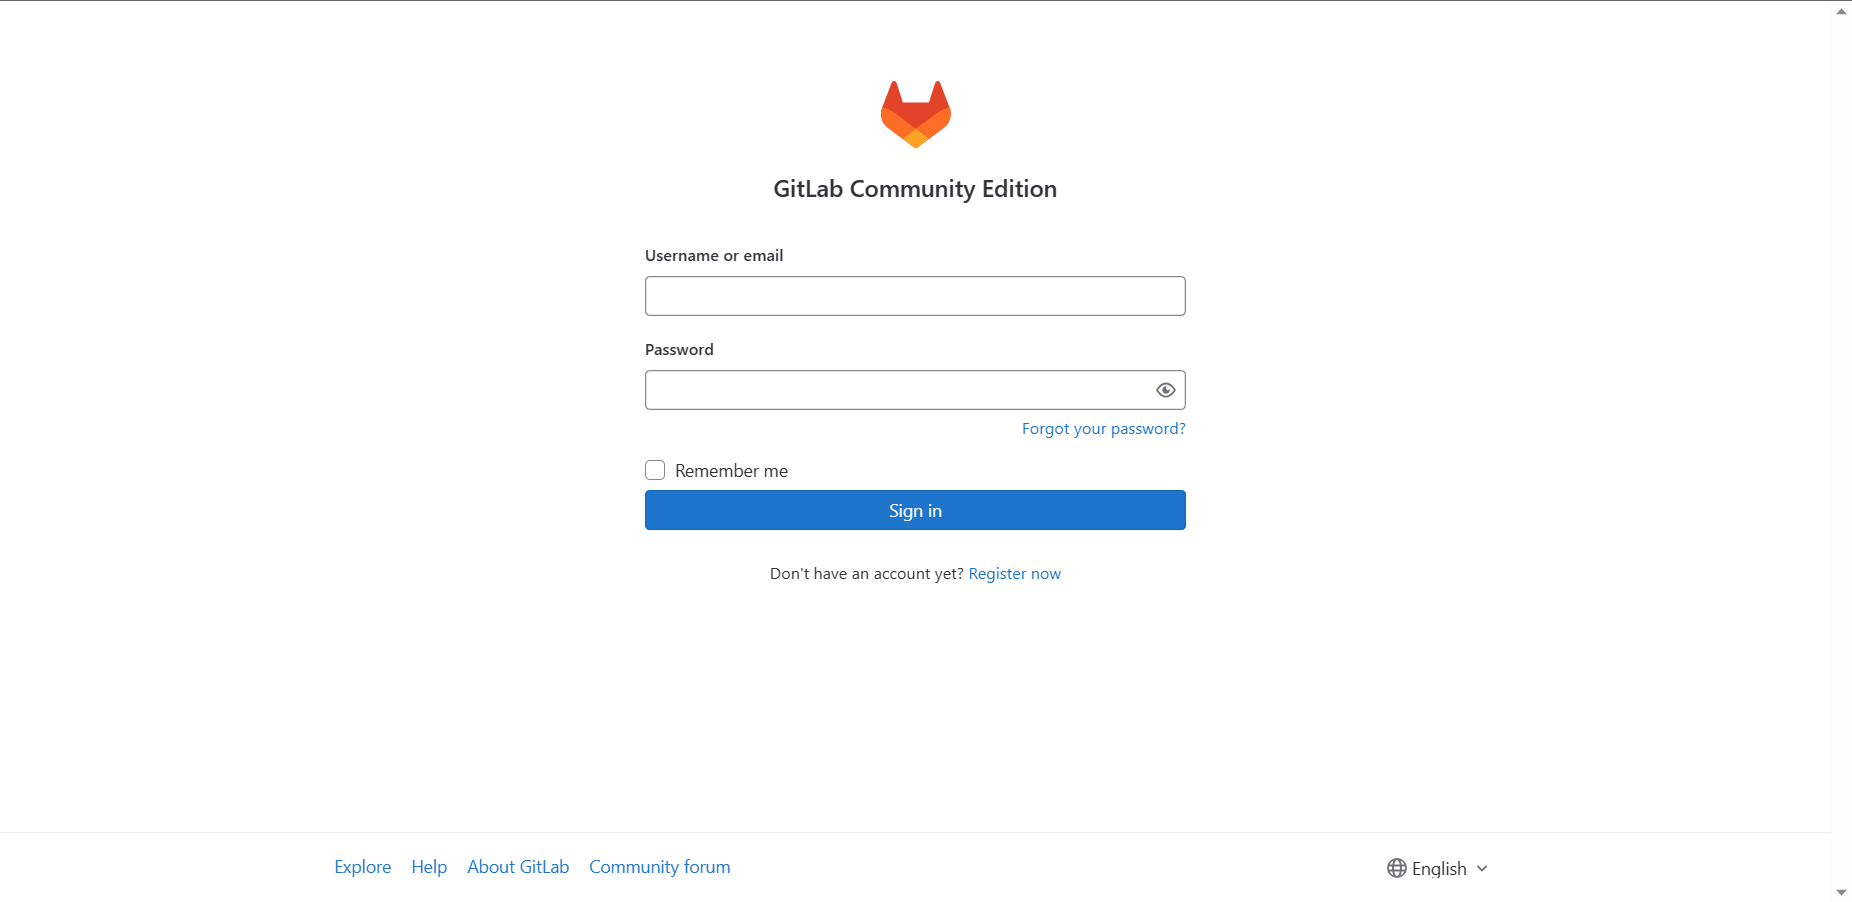 GitLab Community Edition
Username or email
Password
Forgot your password?
Remember me
Sign in
Don't have an account yet? Register now
Explore Help About GitLab Community forum English